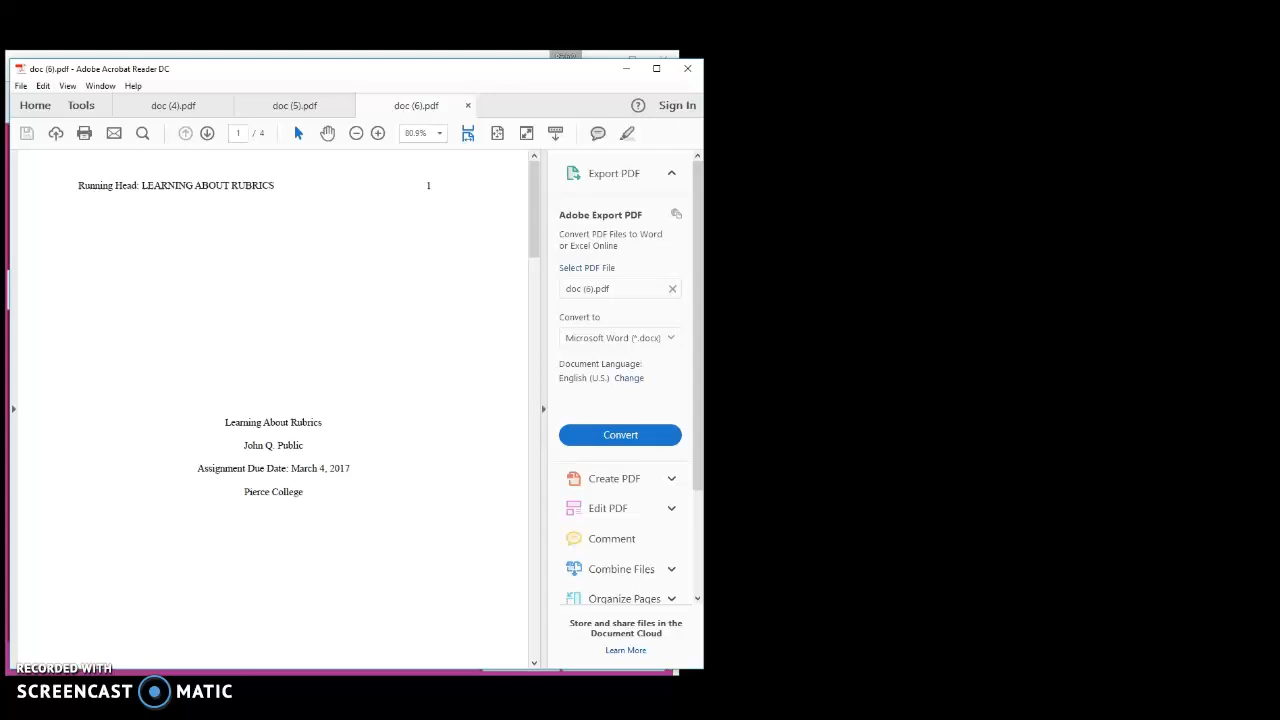 doc (6).pdf - Adobe Acrobat Reader DC
File Edit View Window Help
Home Tools doc (4).pdf doc (5).pdf doc (6).pdf × ? Sign In
1 / 4 80.9%
Running Head: LEARNING ABOUT RUBRICS 1
Learning About Rubrics
John Q. Public
Assignment Due Date: March 4, 2017
Pierce College
Export PDF
Adobe Export PDF
Convert PDF Files to Word
or Excel Online
Select PDF File
doc (6).pdf
Convert to
Microsoft Word (*.docx)
Document Language:
English (U.S.) Change
Convert
Create PDF
Edit PDF
Comment
Combine Files
Organize Pages
Store and share files in the
Document Cloud
Learn More
RECORDED WITH
SCREENCAST MATIC